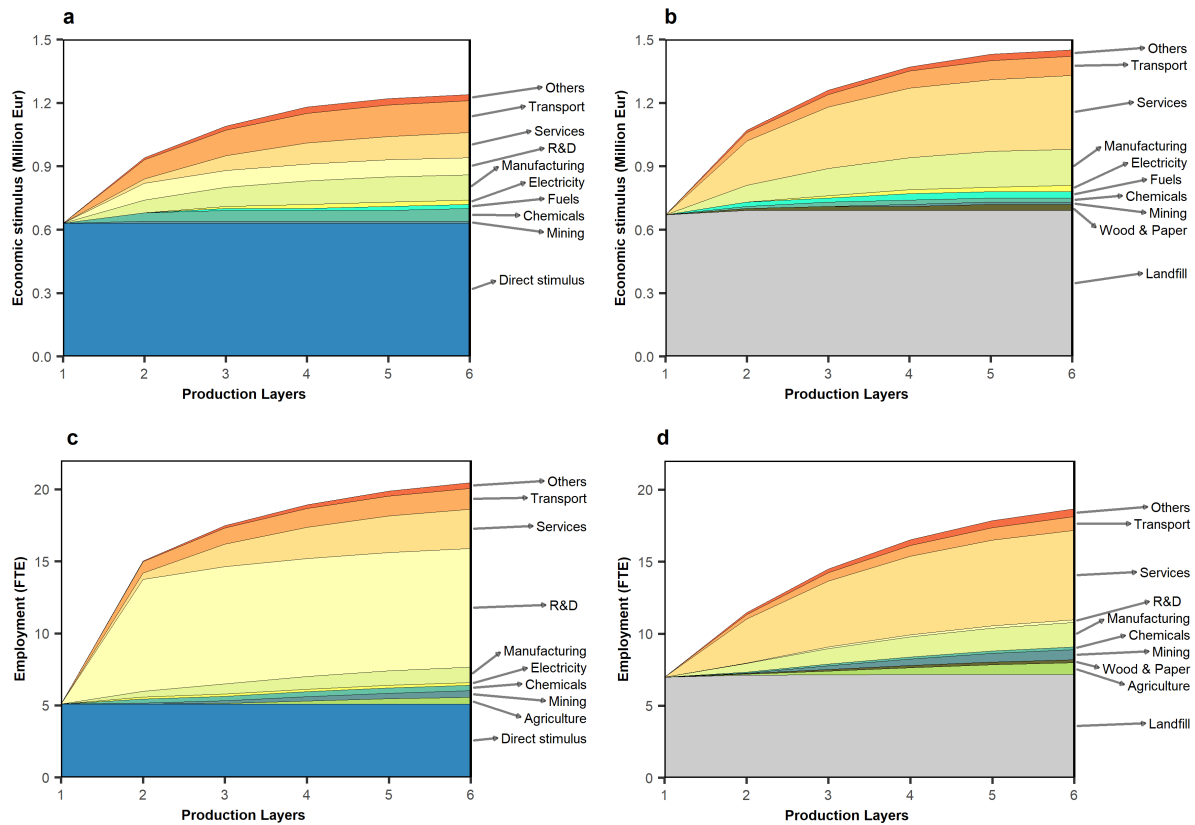 a
Economic stimulus (Million Eur)
1.5
1.2
0.9
0.6
0.3
0.0
1 2 3 4 5 6
Production Layers
Others
Transport
Services
R&D
Manufacturing
Electricity
Fuels
Chemicals
Mining
Direct stimulus
b
Economic stimulus (Million Eur)
1.5
1.2
0.9
0.6
0.3
0.0
1 2 3 4 5 6
Production Layers
Others
Transport
Services
Manufacturing
Electricity
Fuels
Chemicals
Mining
Wood & Paper
Landfill
c
Employment (FTE)
20
15
10
5
0
1 2 3 4 5 6
Production Layers
Others
Transport
Services
R&D
Manufacturing
Electricity
Chemicals
Mining
Agriculture
Direct stimulus
d
Employment (FTE)
20
15
10
5
0
1 2 3 4 5 6
Production Layers
Others
Transport
Services
R&D
Manufacturing
Chemicals
Mining
Wood & Paper
Agriculture
Landfill